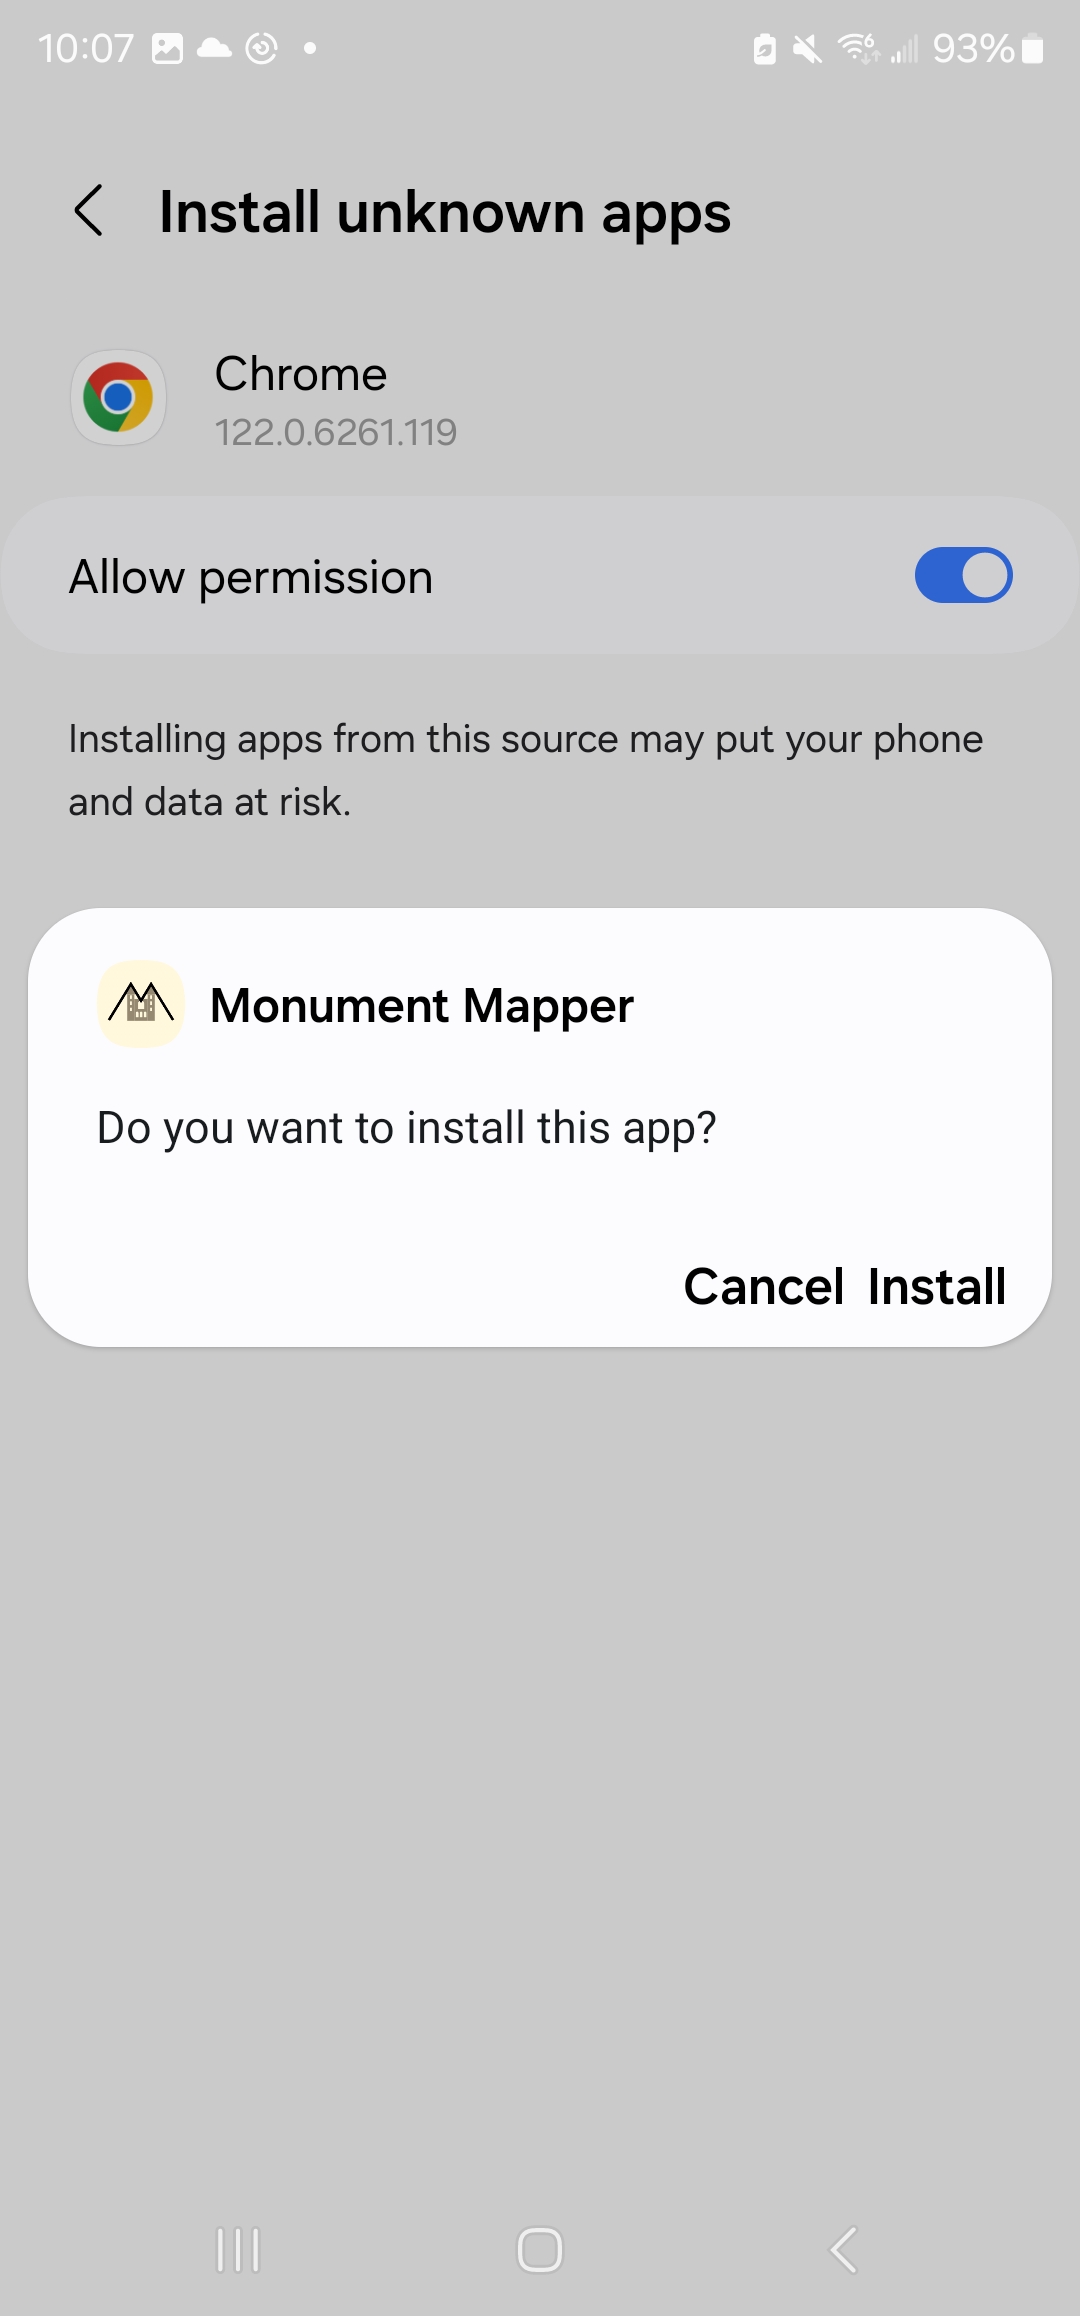 10:07 93%
Install unknown apps
Chrome
122.0.6261.119
Allow permission
Installing apps from this source may put your phone
and data at risk.
Monument Mapper
Do you want to install this app?
Cancel Install